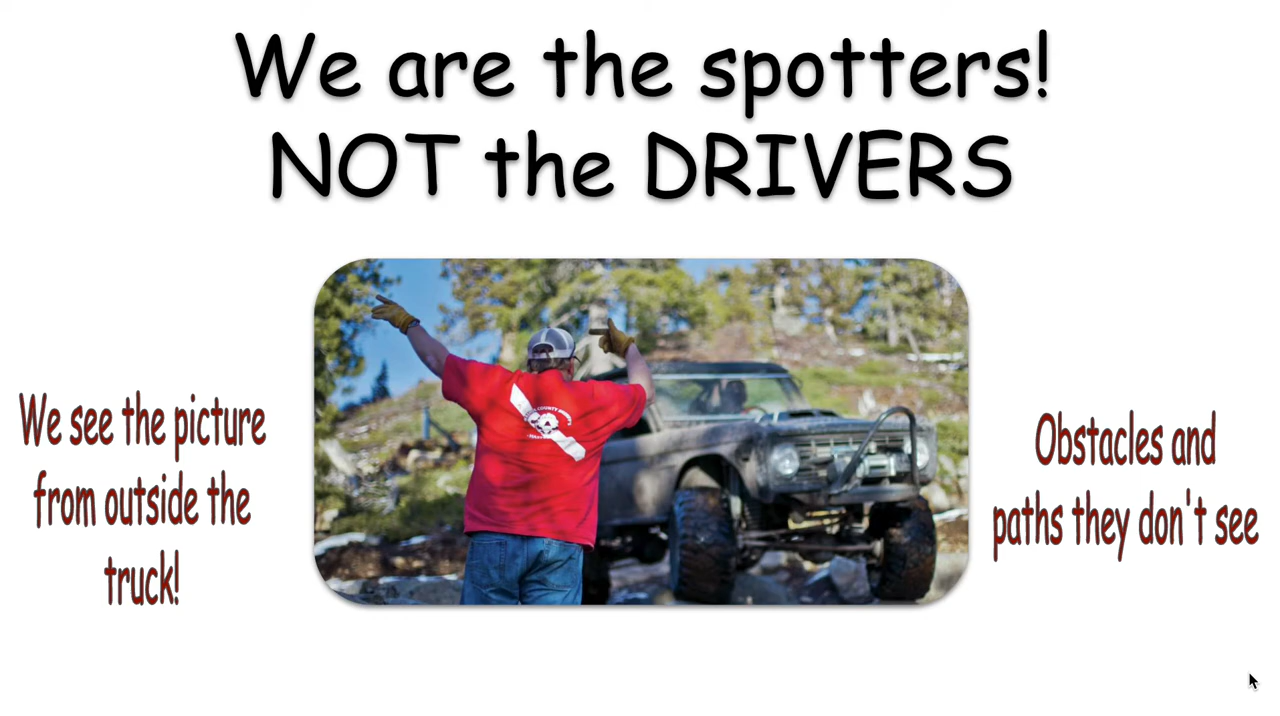 We are the spotters!
NOT the DRIVERS
We see the picture
from outside the
truck!
Obstacles and
paths they don't see